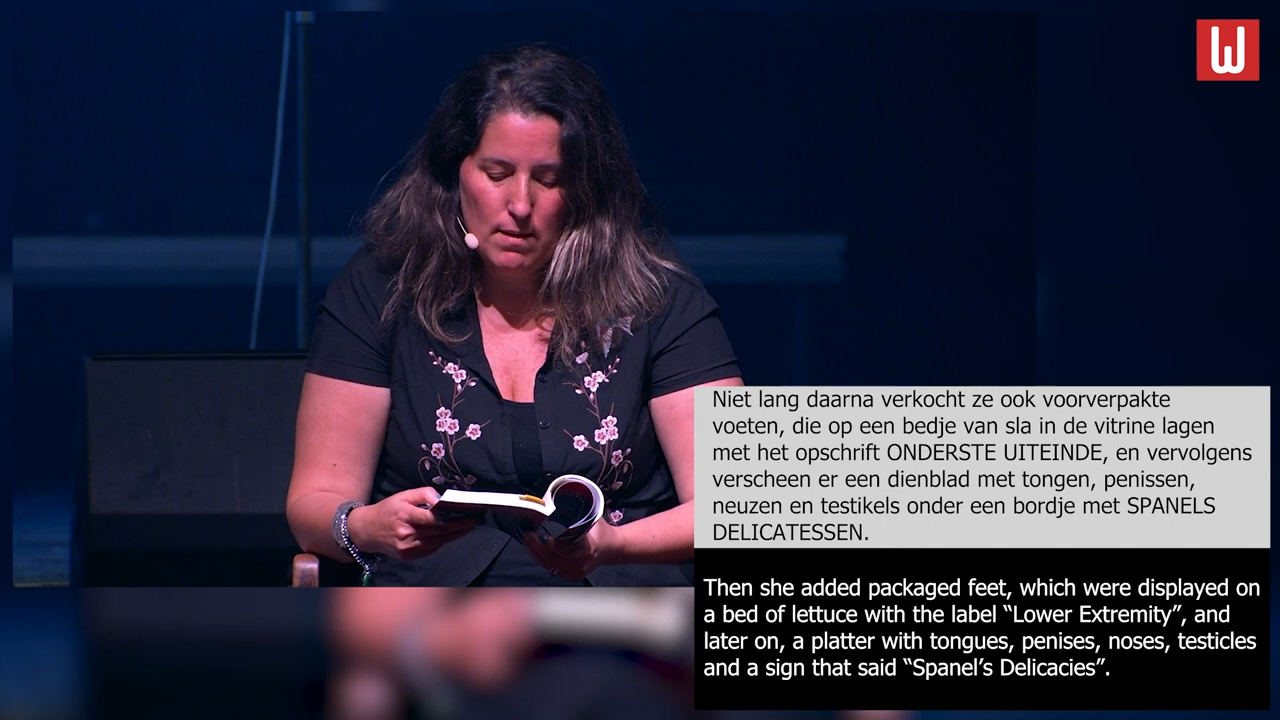 W
Niet lang daarna verkocht ze ook voorverpakte
voeten, die op een bedje van sla in de vitrine lagen
met het opschrift ONDERSTE UITEINDE, en vervolgens
verscheen er een dienblad met tongen, penissen,
neuzen en testikels onder een bordje met SPANELS
DELICATESSEN.
Then she added packaged feet, which were displayed on
a bed of lettuce with the label “Lower Extremity”, and
later on, a platter with tongues, penises, noses, testicles
and a sign that said “Spanel’s Delicacies”.